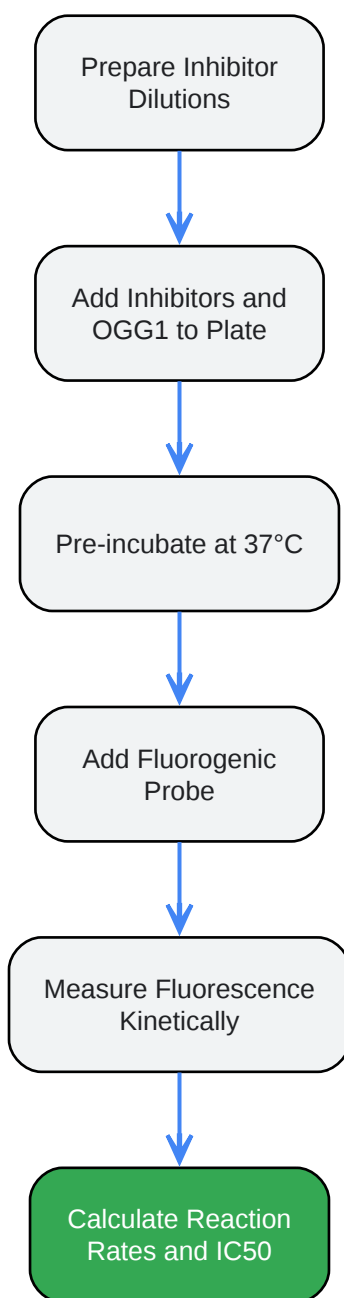 Prepare Inhibitor
Dilutions
Add Inhibitors and
OGG1 to Plate
Pre-incubate at 37°C
Add Fluorogenic
Probe
Measure Fluorescence
Kinetically
Calculate Reaction
Rates and IC50